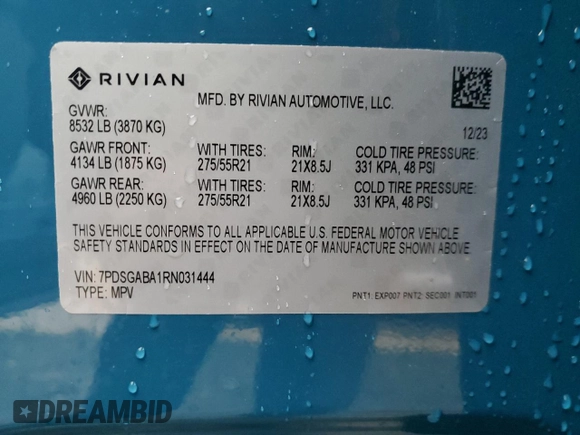 RIVIAN
MFD. BY RIVIAN AUTOMOTIVE, LLC.
GVWR:
8532 LB (3870 KG)
12/23
GAWR FRONT: WITH TIRES: RIM: COLD TIRE PRESSURE:
4134 LB (1875 KG) 275/55R21 21X8.5J 331 KPA, 48 PSI
GAWR REAR: WITH TIRES: RIM: COLD TIRE PRESSURE:
4960 LB (2250 KG) 275/55R21 21X8.5J 331 KPA, 48 PSI
THIS VEHICLE CONFORMS TO ALL APPLICABLE U.S. FEDERAL MOTOR VEHICLE
SAFETY STANDARDS IN EFFECT ON THE DATE OF MANUFACTURE SHOWN ABOVE.
VIN: 7PDSGABA1RN031444
TYPE: MPV
PNT1: EXP007 PNT2: SEC001 INT001
DREAMBID